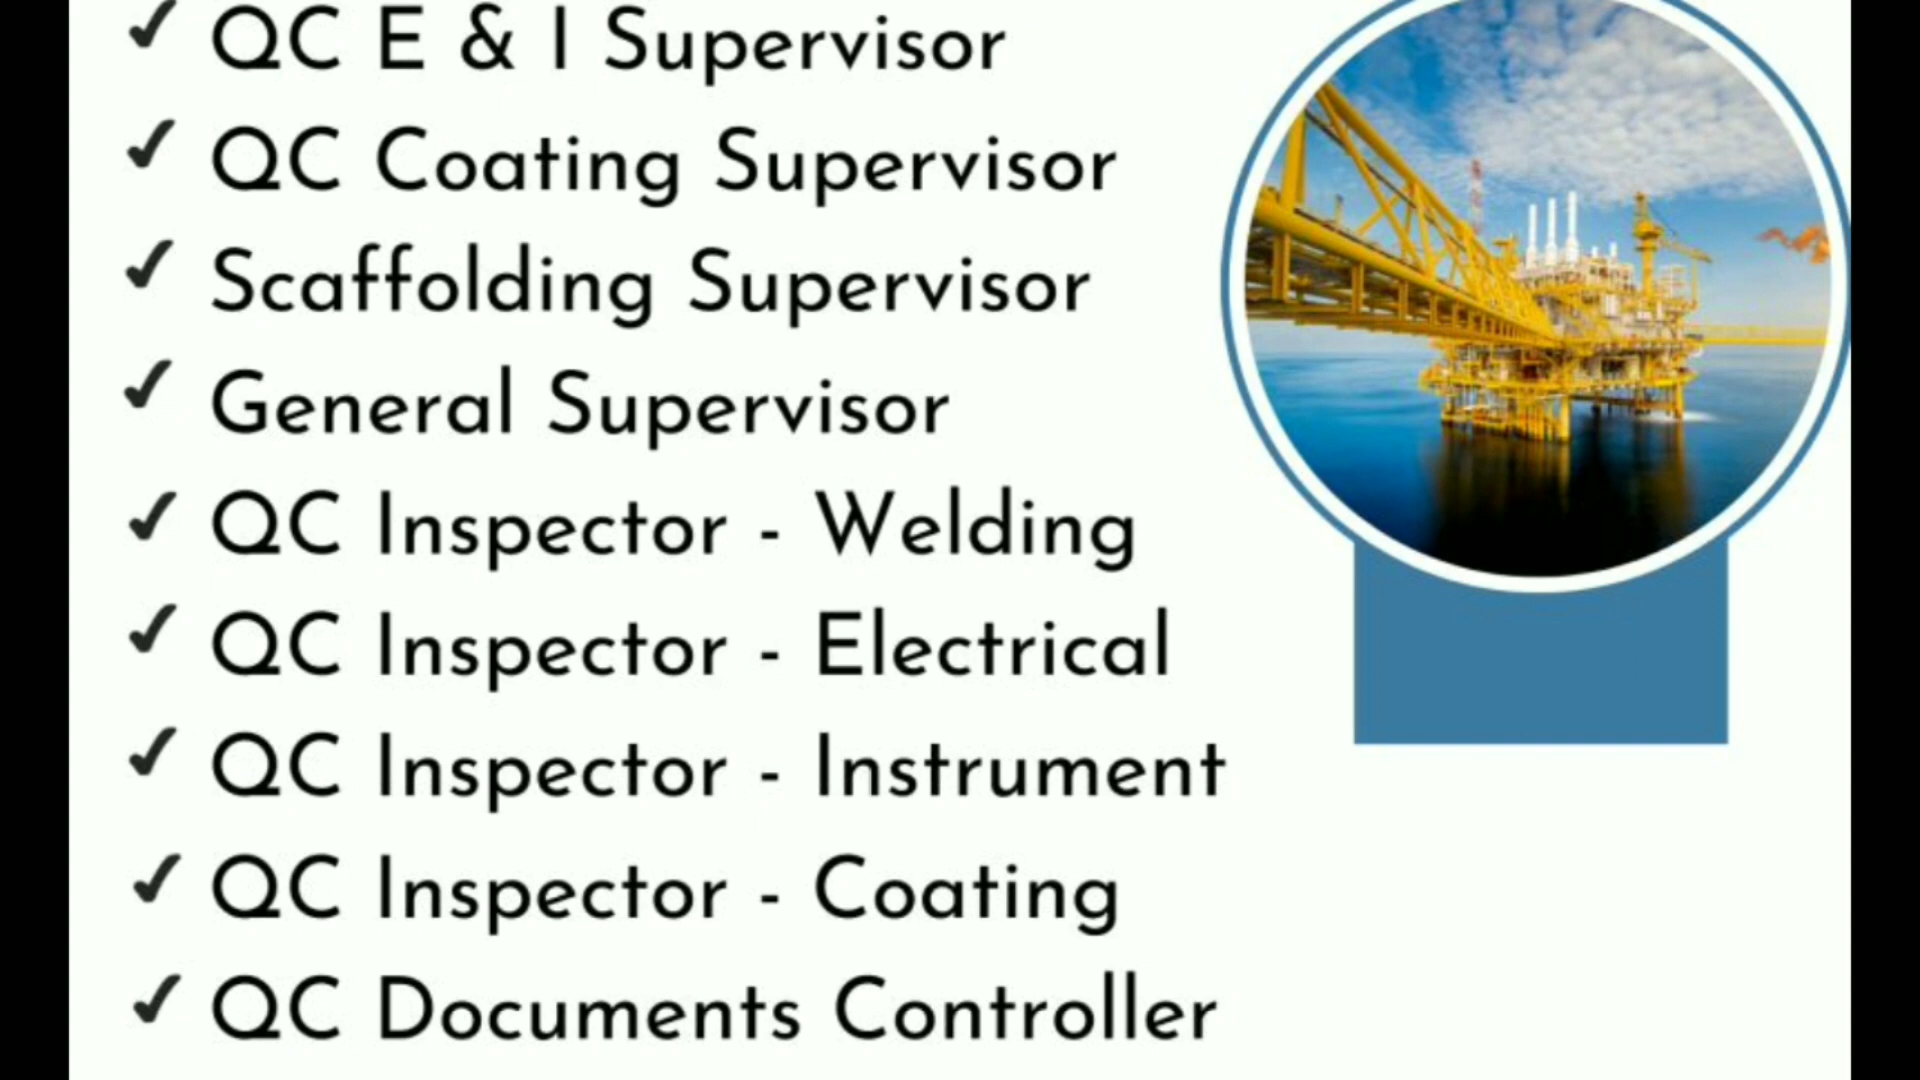 ✔ QC E & I Supervisor
✔ QC Coating Supervisor
✔ Scaffolding Supervisor
✔ General Supervisor
✔ QC Inspector - Welding
✔ QC Inspector - Electrical
✔ QC Inspector - Instrument
✔ QC Inspector - Coating
✔ QC Documents Controller